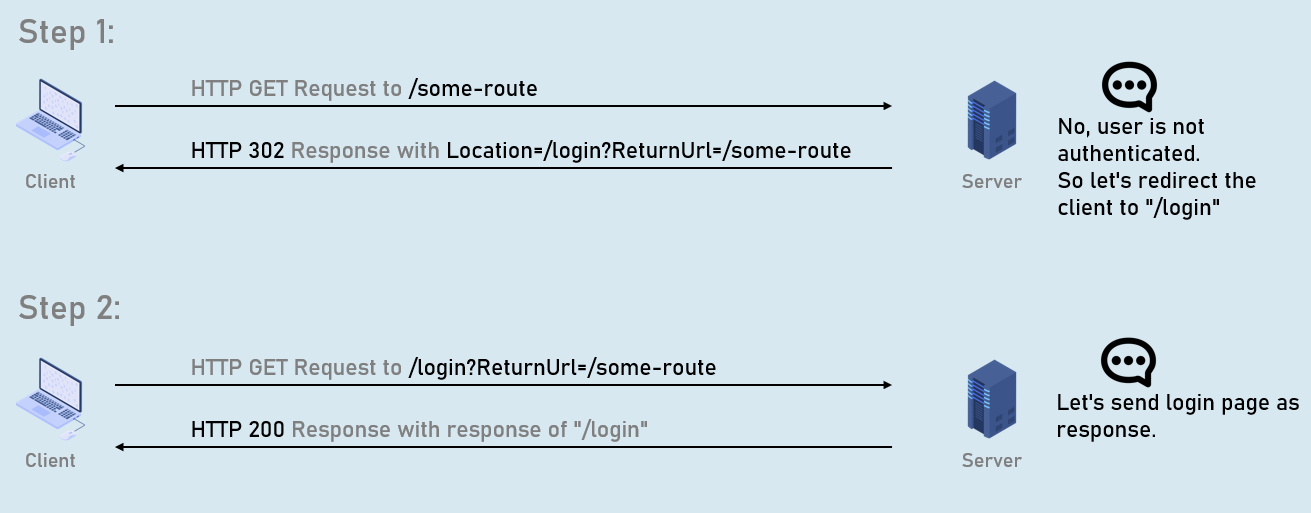 Step 1:
HTTP GET Request to /some-route
HTTP 302 Response with Location=/login?ReturnUrl=/some-route
Client
Server
No, user is not
authenticated.
So let's redirect the
client to "/login"
Step 2:
HTTP GET Request to /login?ReturnUrl=/some-route
HTTP 200 Response with response of "/login"
Client
Server
Let's send login page as
response.